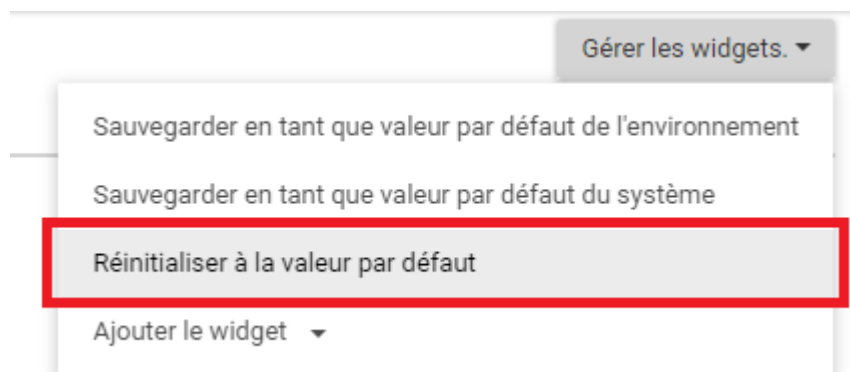 Gérer les widgets.
Sauvegarder en tant que valeur par défaut de l'environnement
Sauvegarder en tant que valeur par défaut du système
Réinitialiser à la valeur par défaut
Ajouter le widget